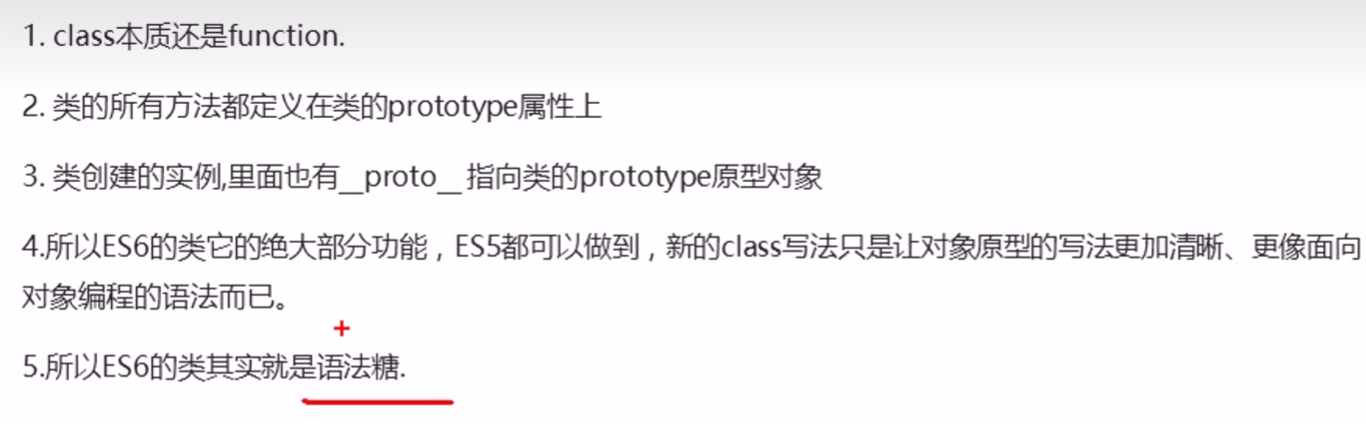 1. class本质还是function.
2. 类的所有方法都定义在类的prototype属性上
3. 类创建的实例,里面也有__proto__ 指向类的prototype原型对象
4.所以ES6的类它的绝大部分功能，ES5都可以做到，新的class写法只是让对象原型的写法更加清晰、更像面向
对象编程的语法而已。
5.所以ES6的类其实就是语法糖.